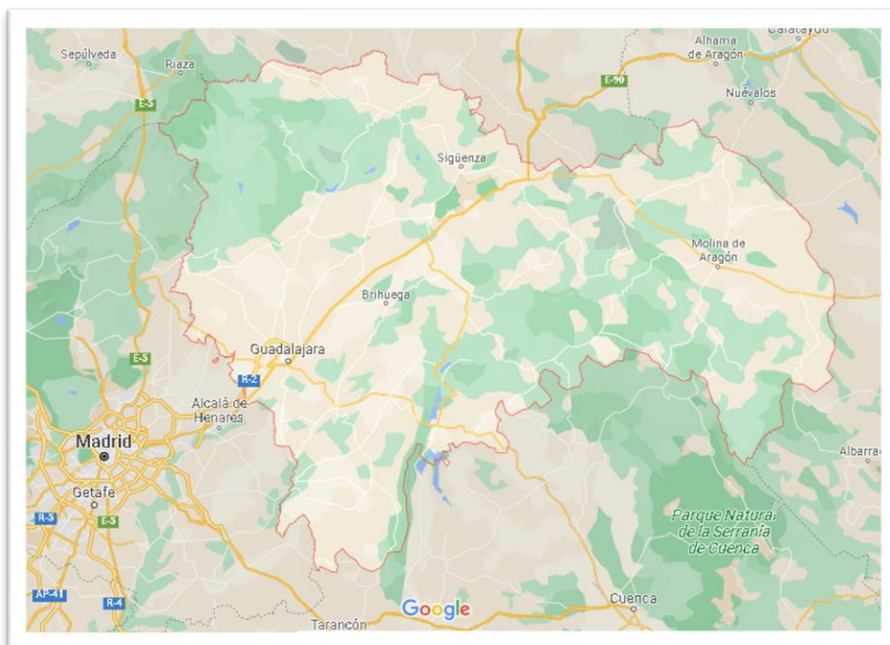 Sepúlveda
Riaza
E-5
Alhama
de Aragón
Calatayud
E-90
Nuévalos
Sigüenza
Molina de
Aragón
Brihuega
Guadalajara
E-5
R-2
Alcalá de
Henares
Madrid
Getafe
R-5
E-5
Albarra
Parque Natural
de la Serranía
de Cuenca
AP-41
R-4
Google
Cuenca
Tarancón